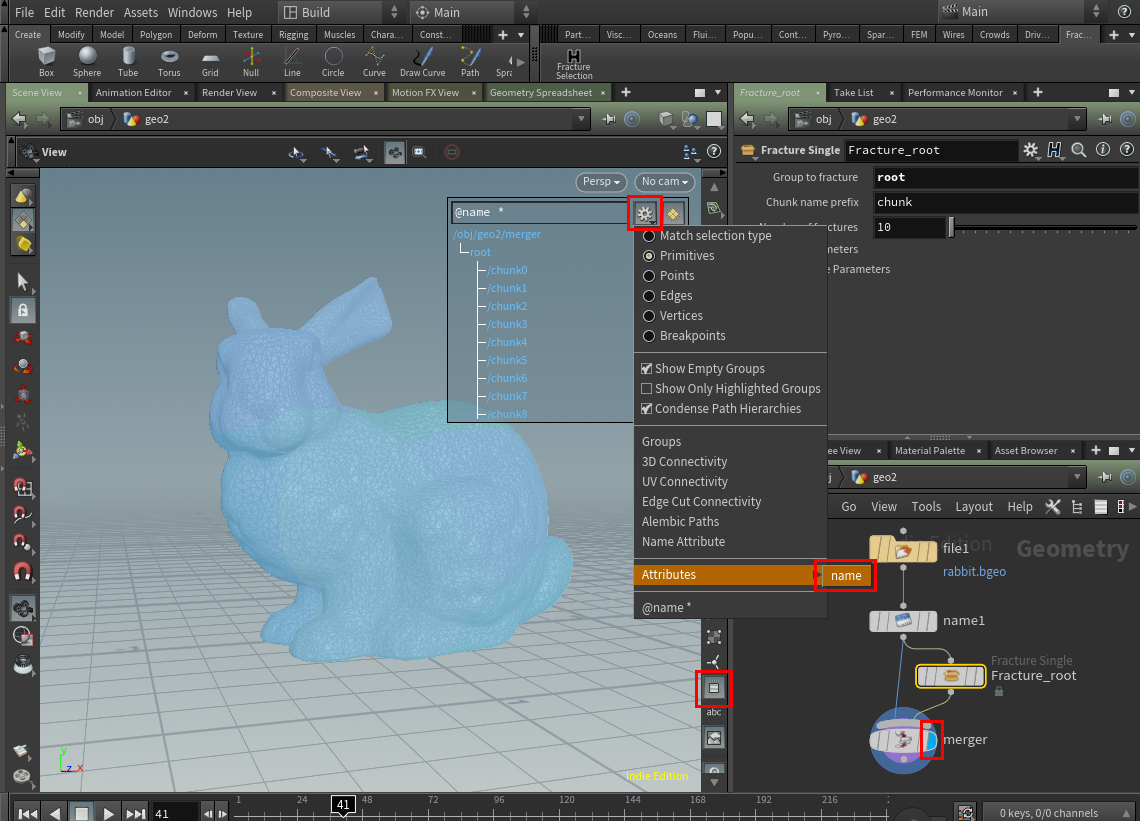 File Edit Render Assets Windows Help Build Main Main
Create Modify Model Polygon Deform Texture Rigging Muscles Chara... Const... Part... Visc... Oceans Flui... Popu... Cont... Pyro... Spar... FEM Wires Crowds Driv... Frac...
Box Sphere Tube Torus Grid Null Line Circle Curve Draw Curve Path Spra
Fracture
Selection
Scene View Animation Editor Render View Composite View Motion FX View Geometry Spreadsheet
obj geo2
View
Persp No cam
@name *
/obj/geo2/merger
root
/chunk0
/chunk1
/chunk2
/chunk3
/chunk4
/chunk5
/chunk6
/chunk7
/chunk8
Match selection type
Primitives
Points
Edges
Vertices
Breakpoints
Show Empty Groups
Show Only Highlighted Groups
Condense Path Hierarchies
Groups
3D Connectivity
UV Connectivity
Edge Cut Connectivity
Alembic Paths
Name Attribute
Attributes name
@name *
abc
Indie Edition
y
z x
Fracture_root Take List Performance Monitor
obj geo2
Fracture Single Fracture_root
Group to fracture root
Chunk name prefix chunk
10
meters
e Parameters
ee View Material Palette Asset Browser
geo2
Go View Tools Layout Help
Geometry
file1
rabbit.bgeo
name1
Fracture Single
Fracture_root
merger
41 1 24 41 48 72 96 120 144 168 192 216
0 keys, 0/0 channels